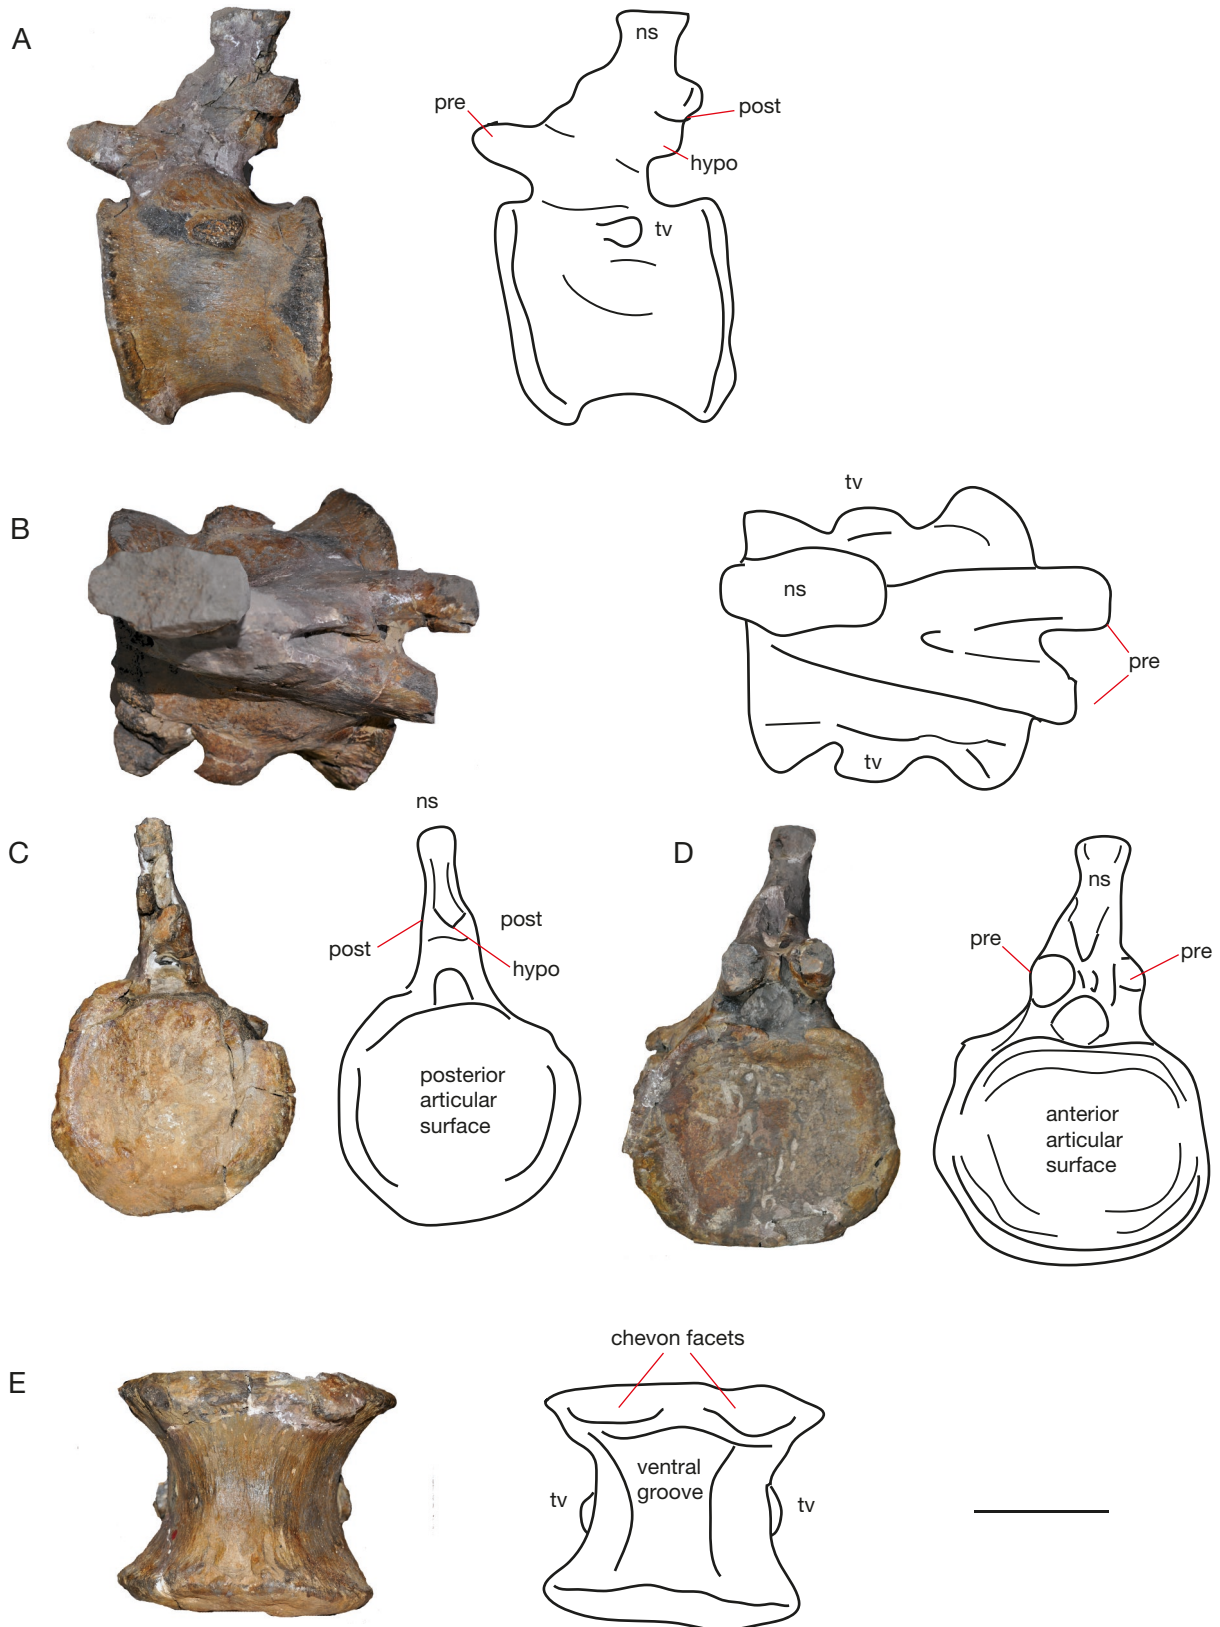 A
ns
pre
post
hypo
tv
B
tv
ns
pre
tv
C
ns
post
post
hypo
posterior
articular
surface
D
ns
pre
pre
anterior
articular
surface
E
chevon facets
ventral
groove
tv
tv